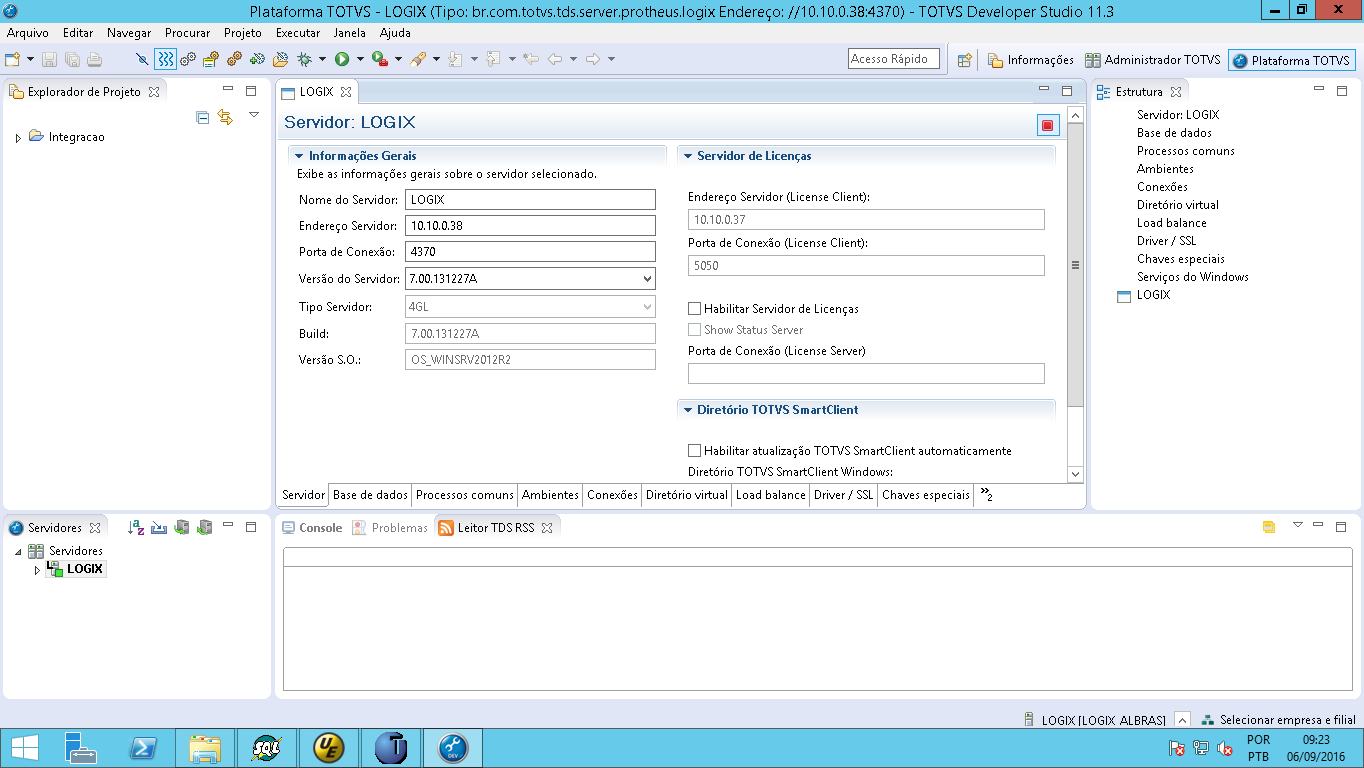 Plataforma TOTVS - LOGIX (Tipo: br.com.totvs.tds.server.protheus.logix Endereço: //10.10.0.38:4370) - TOTVS Developer Studio 11.3
Arquivo Editar Navegar Procurar Projeto Executar Janela Ajuda
Acesso Rápido Informações Administrador TOTVS Plataforma TOTVS
Explorador de Projeto
Integracao
LOGIX
Servidor: LOGIX
Informações Gerais
Exibe as informações gerais sobre o servidor selecionado.
Nome do Servidor: LOGIX
Endereço Servidor: 10.10.0.38
Porta de Conexão: 4370
Versão do Servidor: 7.00.131227A
Tipo Servidor: 4GL
Build: 7.00.131227A
Versão S.O.: OS_WINSRV2012R2
Servidor de Licenças
Endereço Servidor (License Client):
10.10.0.37
Porta de Conexão (License Client):
5050
Habilitar Servidor de Licenças
Show Status Server
Porta de Conexão (License Server)
Diretório TOTVS SmartClient
Habilitar atualização TOTVS SmartClient automaticamente
Diretório TOTVS SmartClient Windows:
Servidor Base de dados Processos comuns Ambientes Conexões Diretório virtual Load balance Driver / SSL Chaves especiais »2
Estrutura
Servidor: LOGIX
Base de dados
Processos comuns
Ambientes
Conexões
Diretório virtual
Load balance
Driver / SSL
Chaves especiais
Serviços do Windows
LOGIX
Servidores
Servidores
LOGIX
Console Problemas Leitor TDS RSS
LOGIX [LOGIX_ALBRAS] Selecionar empresa e filial
SQL
UE
T
DEV
POR
PTB
09:23
06/09/2016